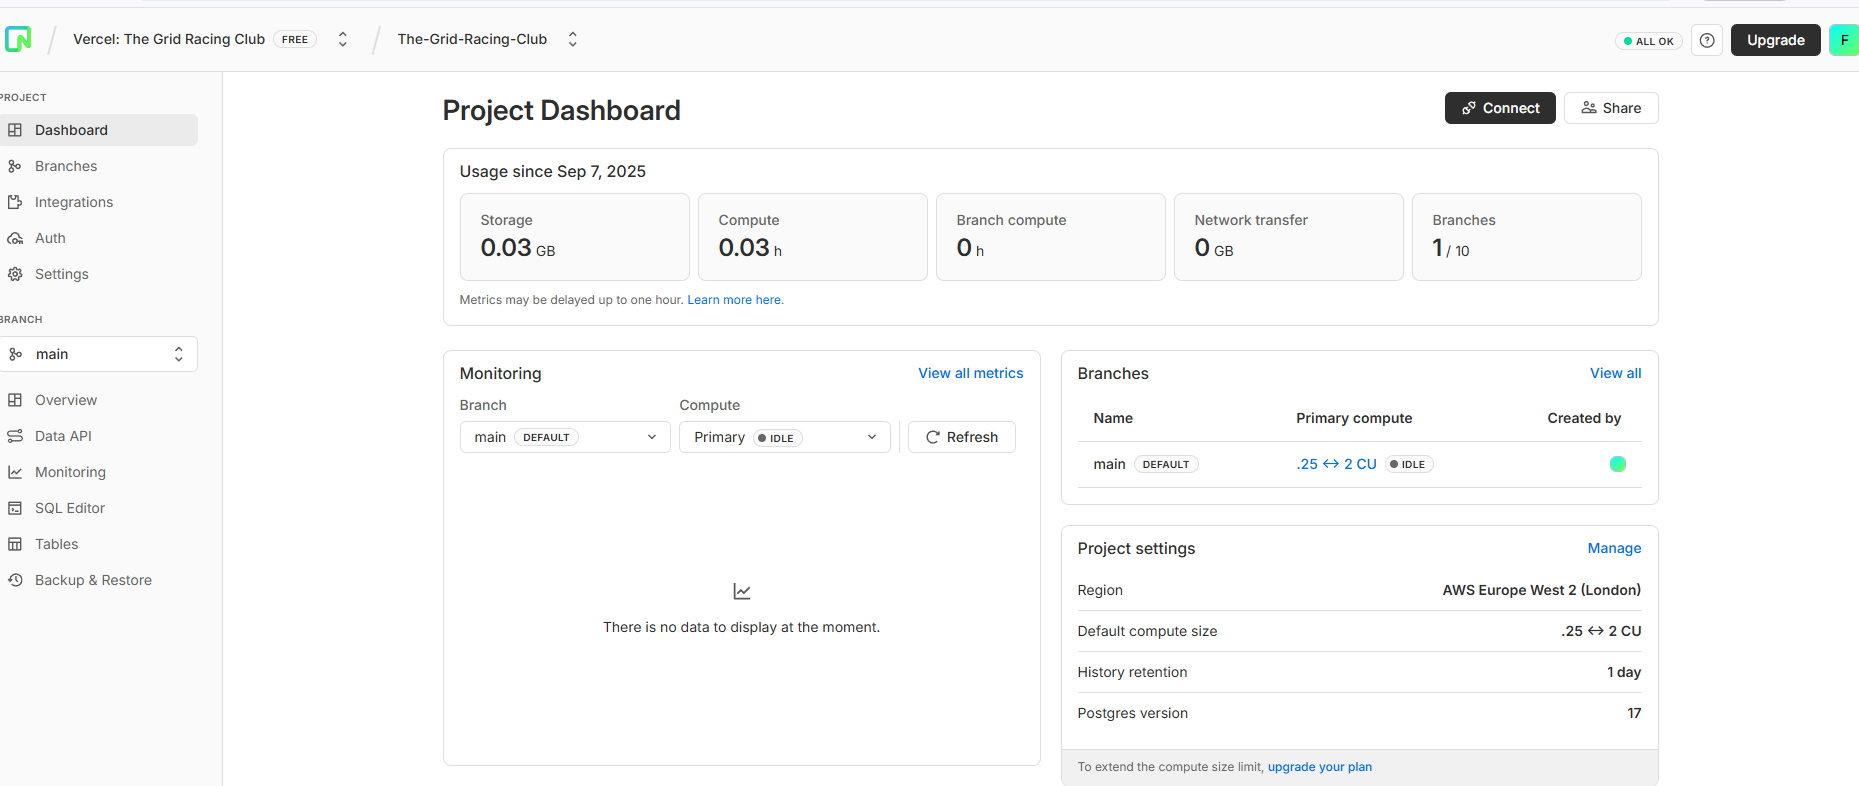 Vercel: The Grid Racing Club FREE
The-Grid-Racing-Club
ALL OK
Upgrade
F
PROJECT
Dashboard
Branches
Integrations
Auth
Settings
BRANCH
main
Overview
Data API
Monitoring
SQL Editor
Tables
Backup & Restore
Project Dashboard
Connect
Share
Usage since Sep 7, 2025
Storage
0.03 GB
Compute
0.03 h
Branch compute
0 h
Network transfer
0 GB
Branches
1 / 10
Metrics may be delayed up to one hour. Learn more here.
Monitoring
View all metrics
Branch
Compute
main DEFAULT
Primary IDLE
Refresh
There is no data to display at the moment.
Branches
View all
Name Primary compute Created by
main DEFAULT .25 ↔ 2 CU IDLE
Project settings
Manage
Region AWS Europe West 2 (London)
Default compute size .25 ↔ 2 CU
History retention 1 day
Postgres version 17
To extend the compute size limit, upgrade your plan